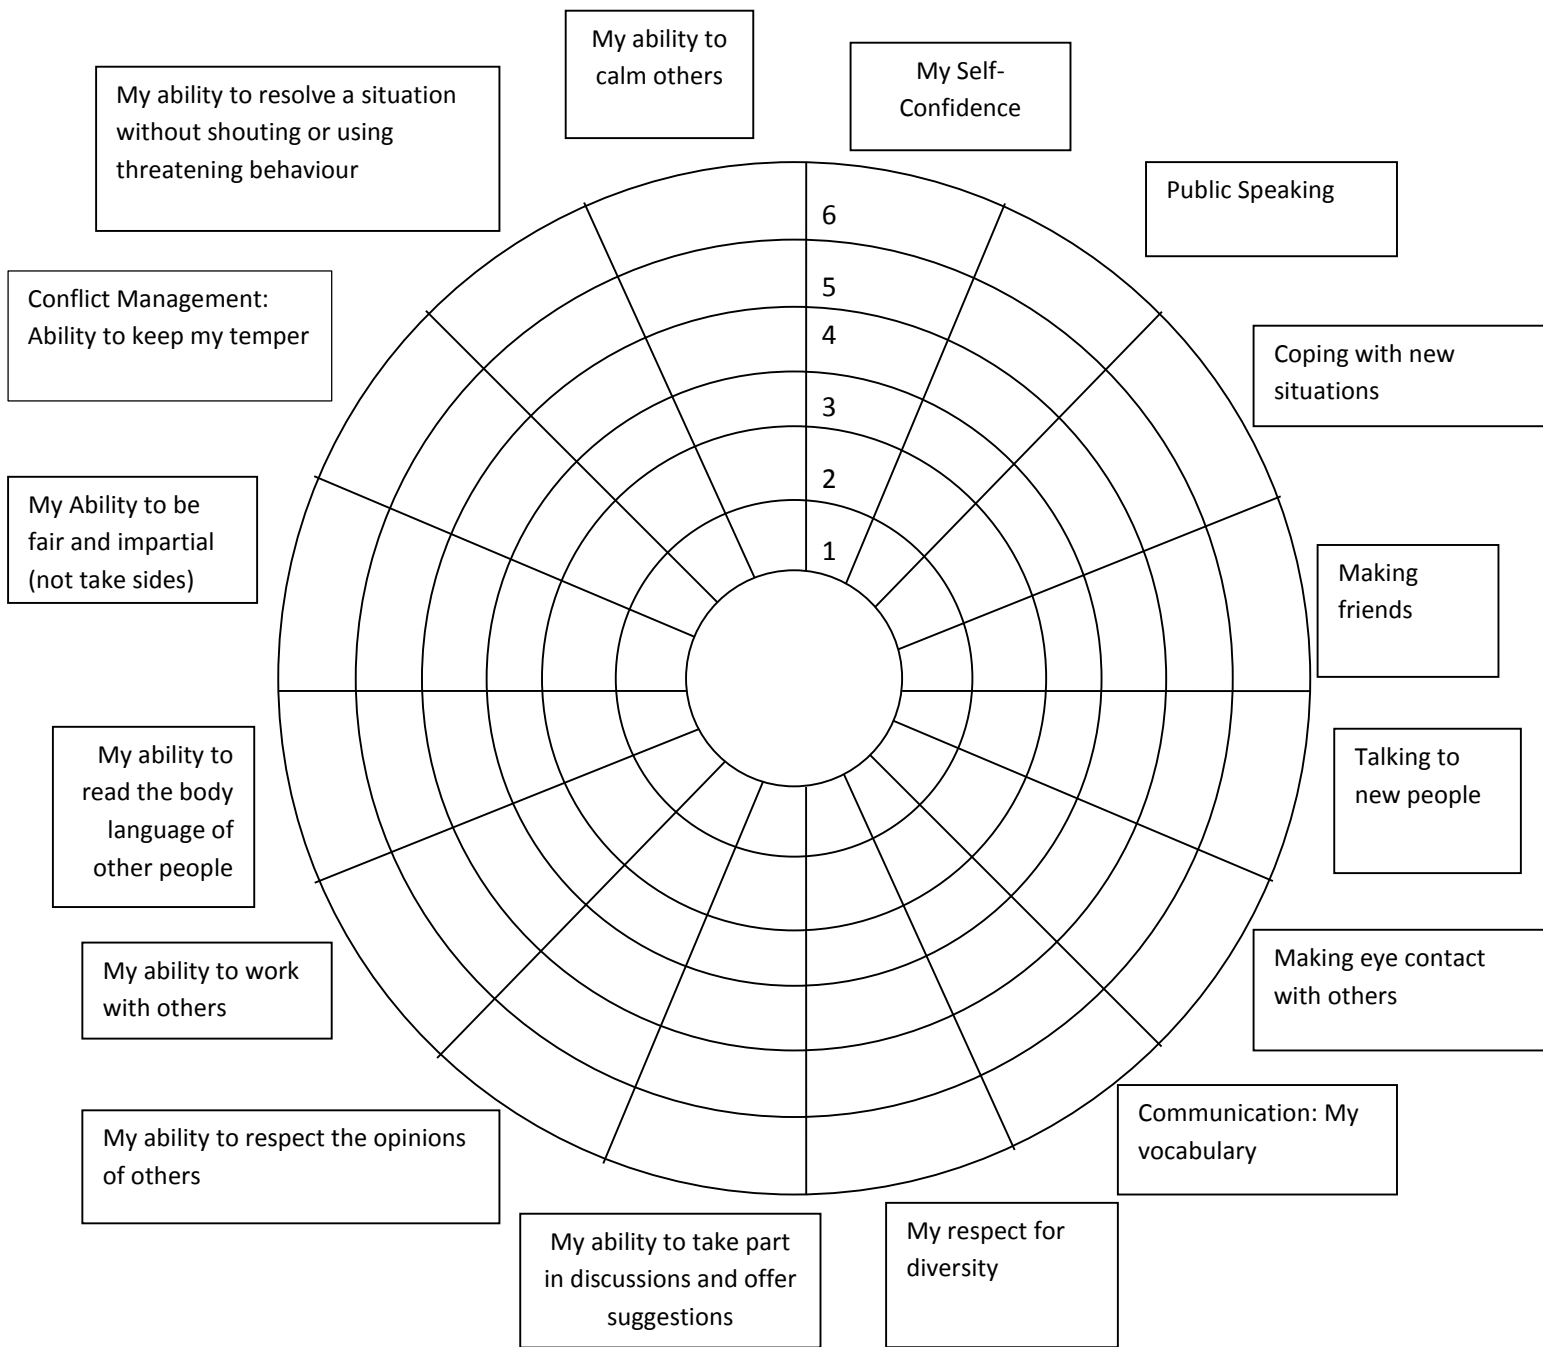 My ability to
calm others
My Self-
Confidence
My ability to resolve a situation
without shouting or using
threatening behaviour
Public Speaking
6
5
4
3
2
1
Conflict Management:
Ability to keep my temper
Coping with new
situations
My Ability to be
fair and impartial
(not take sides)
Making
friends
My ability to
read the body
language of
other people
Talking to
new people
My ability to work
with others
Making eye contact
with others
My ability to respect the opinions
of others
Communication: My
vocabulary
My ability to take part
in discussions and offer
suggestions
My respect for
diversity